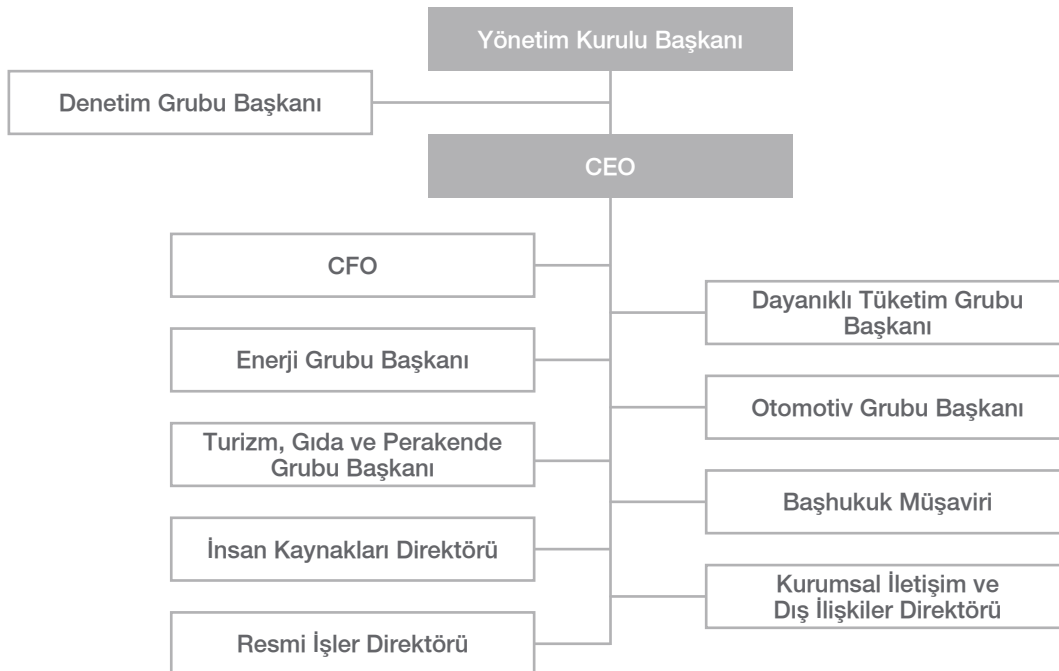 Yönetim Kurulu Başkanı
Denetim Grubu Başkanı
CEO
CFO
Dayanıklı Tüketim Grubu
Başkanı
Enerji Grubu Başkanı
Otomotiv Grubu Başkanı
Turizm, Gıda ve Perakende
Grubu Başkanı
Başhukuk Müşaviri
İnsan Kaynakları Direktörü
Kurumsal İletişim ve
Dış İlişkiler Direktörü
Resmi İşler Direktörü